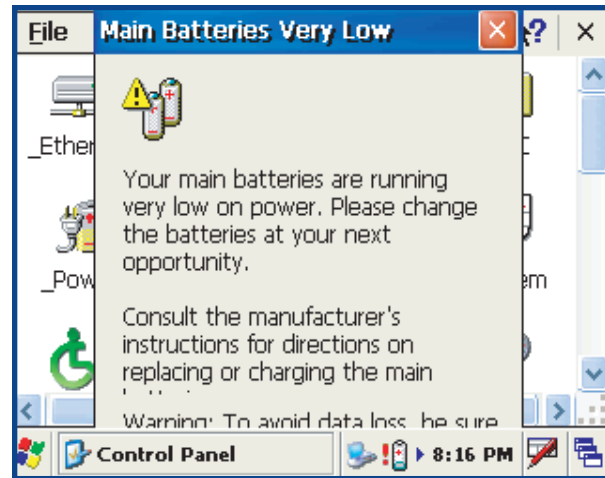 File
Main Batteries Very Low
?
_Ether
Your main batteries are running
very low on power. Please change
the batteries at your next
opportunity.
_Pow
em
Consult the manufacturer's
instructions for directions on
replacing or charging the main
Warning: To avoid data loss, be sure
Control Panel
8:16 PM